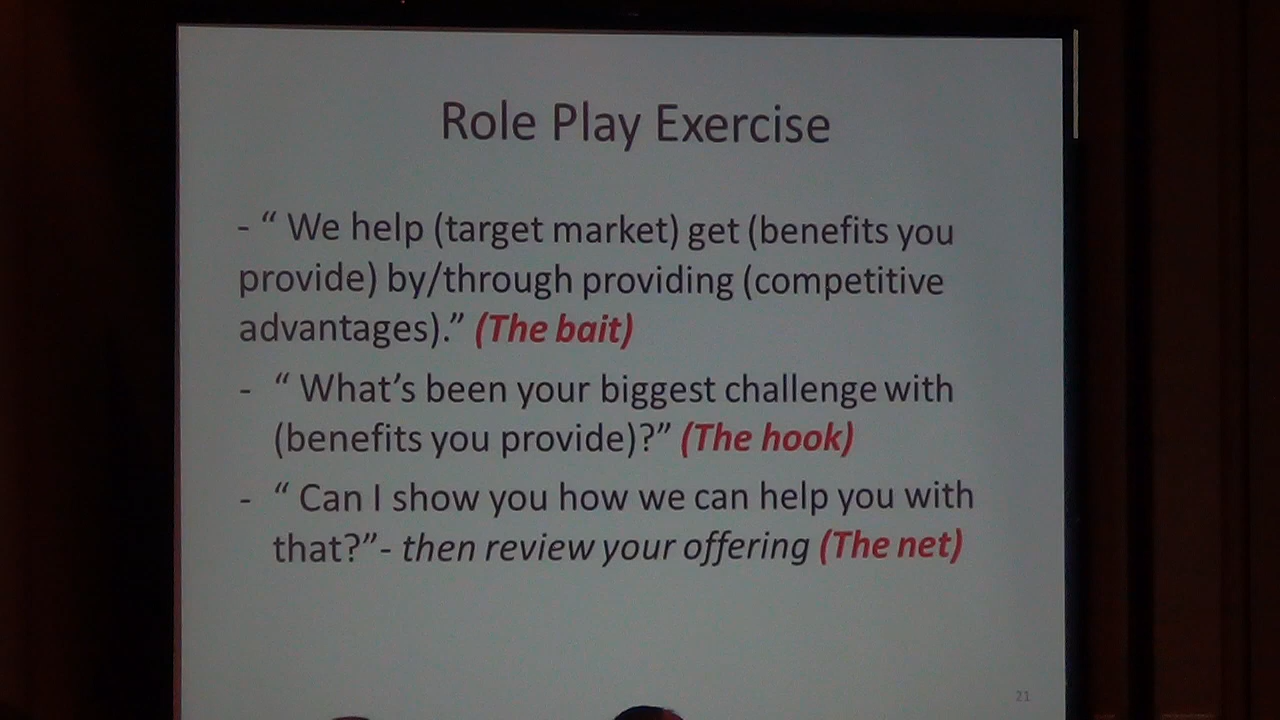 Role Play Exercise
- “ We help (target market) get (benefits you
provide) by/through providing (competitive
advantages).” (The bait)
- “ What’s been your biggest challenge with
(benefits you provide)?” (The hook)
- “ Can I show you how we can help you with
that?”- then review your offering (The net)
21